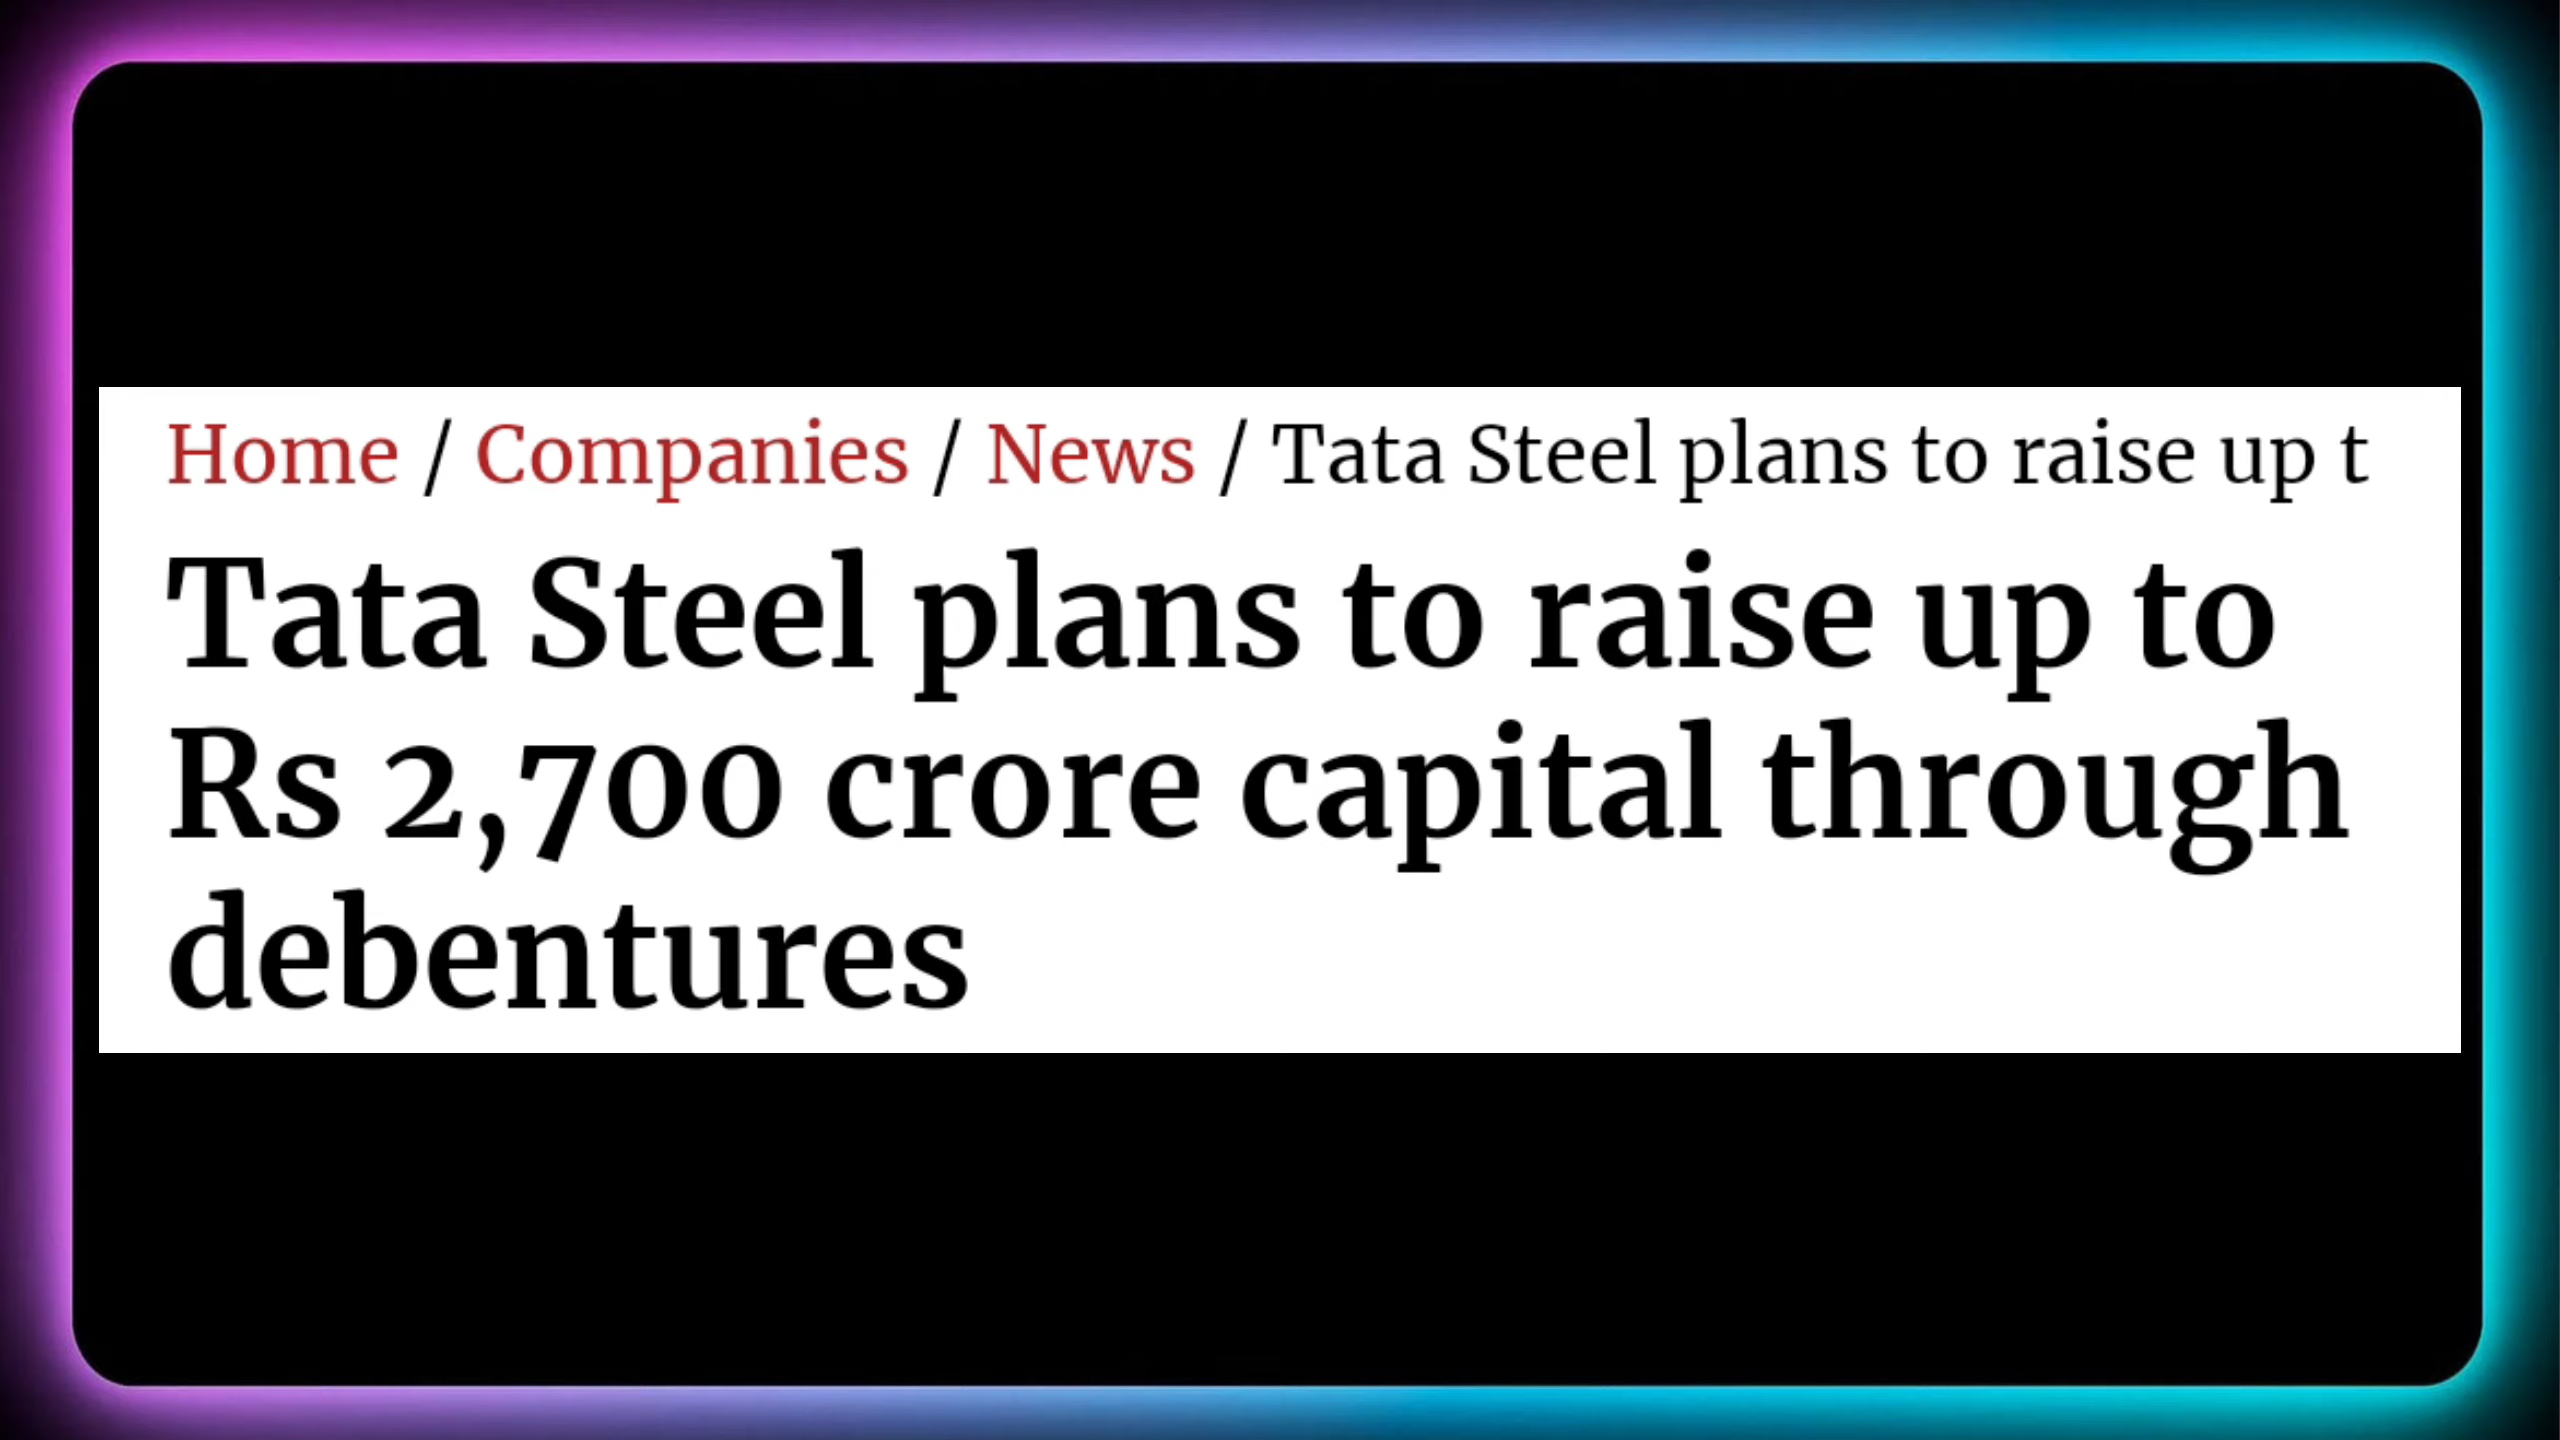 Home / Companies / News / Tata Steel plans to raise up t
Tata Steel plans to raise up to
Rs 2,700 crore capital through
debentures